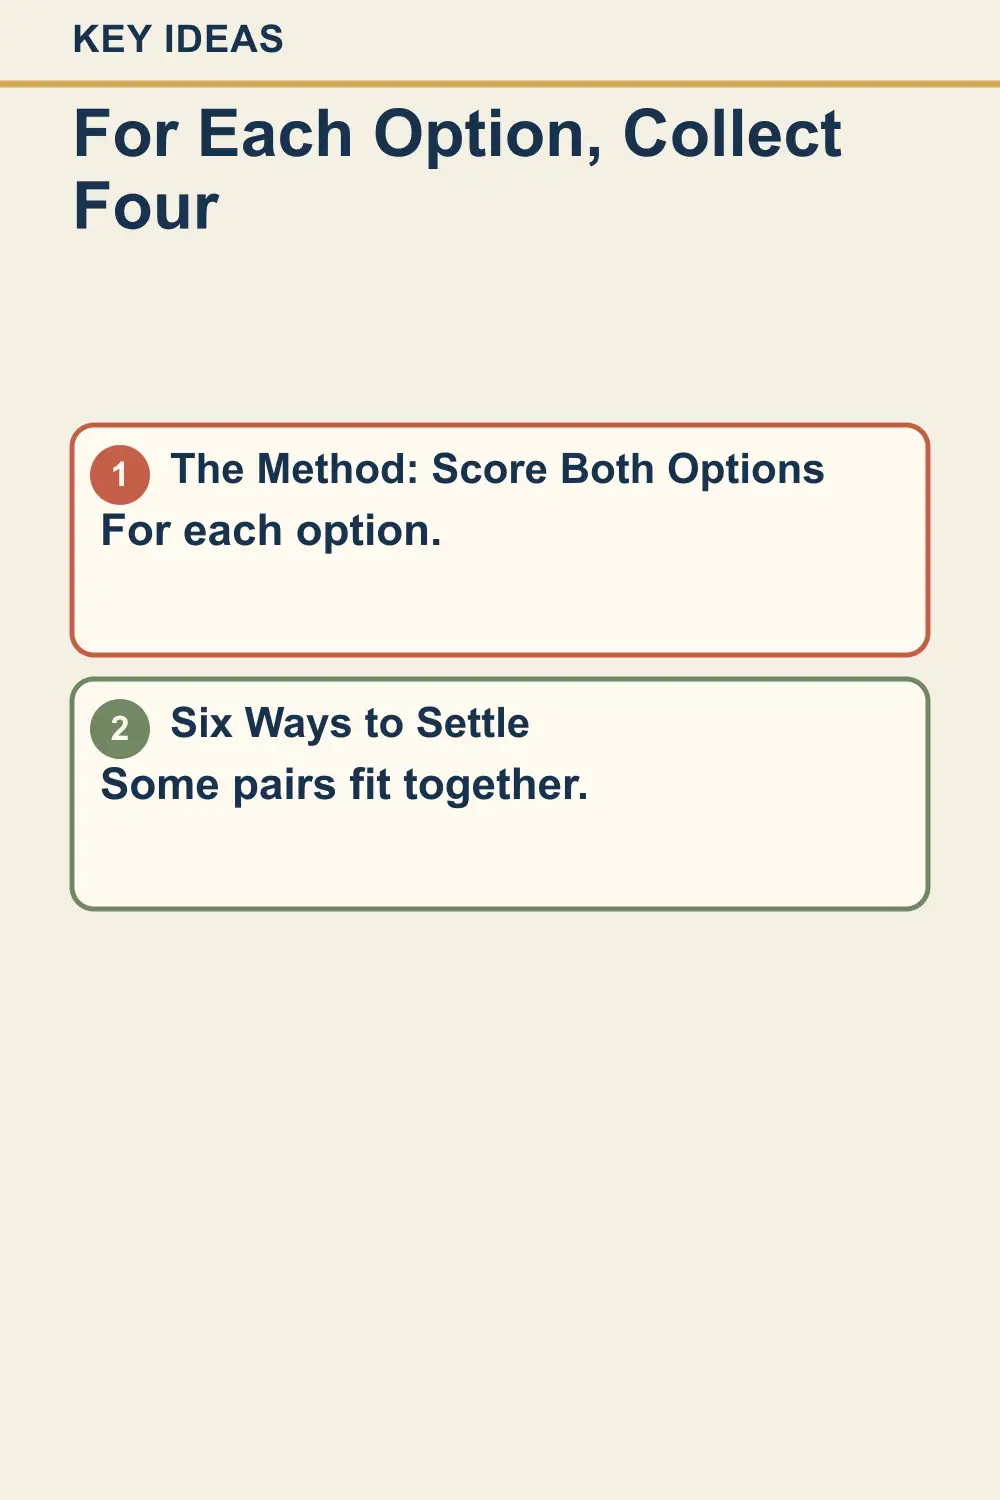 KEY IDEAS
For Each Option, Collect
Four
1 The Method: Score Both Options
For each option.
2 Six Ways to Settle
Some pairs fit together.